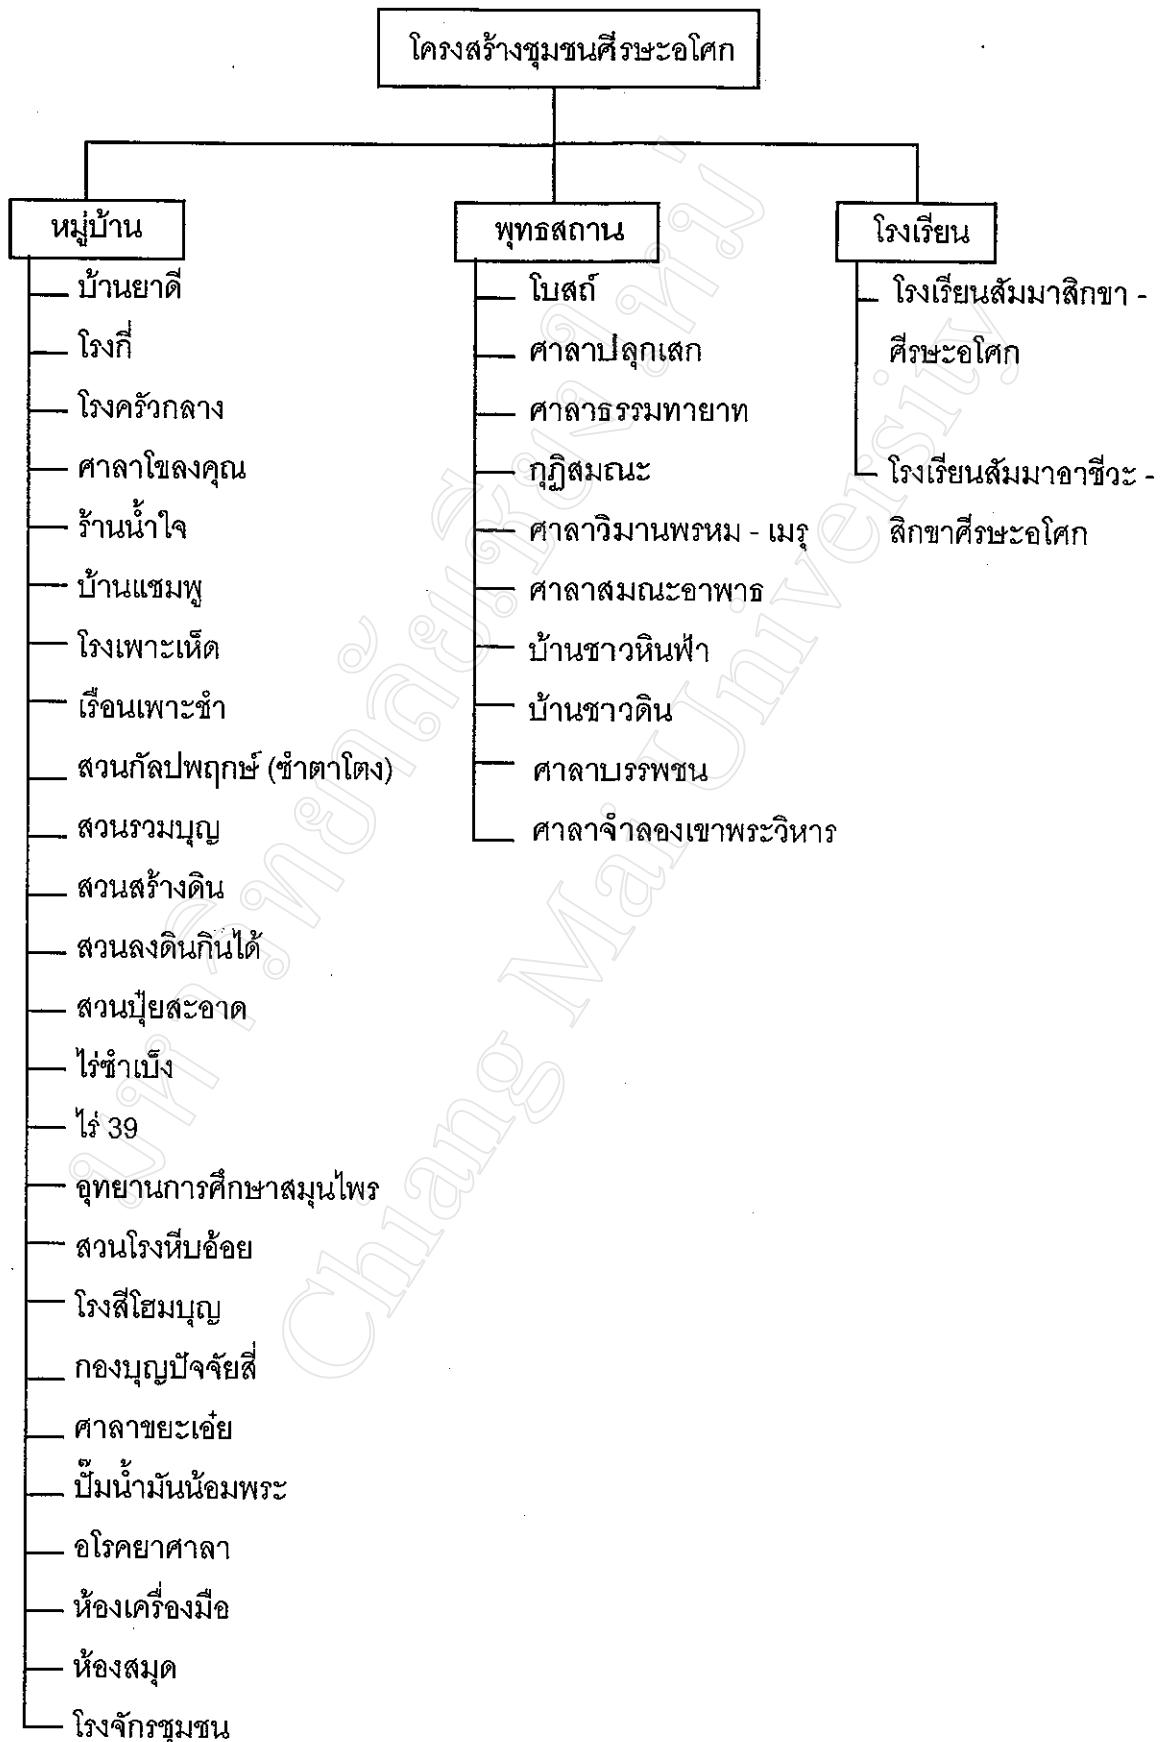 โครงสร้างชุมชนศีรษะอโศก
หมู่บ้าน
บ้านยาดี
โรงกี่
โรงครัวกลาง
ศาลาโขลงคุณ
ร้านน้ำใจ
บ้านแชมพู
โรงเพาะเห็ด
เรือนเพาะชำ
สวนกัลปพฤกษ์ (ซำตาโตง)
สวนรวมบุญ
สวนสร้างดิน
สวนลงดินกินได้
สวนปุ๋ยสะอาด
ไร่ซำเบ็ง
ไร่ 39
อุทยานการศึกษาสมุนไพร
สวนโรงหีบอ้อย
โรงสีโฮมบุญ
กองบุญปัจจัยสี่
ศาลาขยะเอ๋ย
ปั๊มน้ำมันน้อมพระ
อโรคยาศาลา
ห้องเครื่องมือ
ห้องสมุด
โรงจักรชุมชน
พุทธสถาน
โบสถ์
ศาลาปลุกเสก
ศาลาธรรมทายาท
กุฏิสมณะ
ศาลาวิมานพรหม - เมรุ
ศาลาสมณะอาพาธ
บ้านชาวหินฟ้า
บ้านชาวดิน
ศาลาบรรพชน
ศาลาจำลองเขาพระวิหาร
โรงเรียน
โรงเรียนสัมมาสิกขา -
ศีรษะอโศก
โรงเรียนสัมมาอาชีวะ -
สิกขาศีรษะอโศก
มหาวิทยาลัยเชียงใหม่
Chiang Mai University